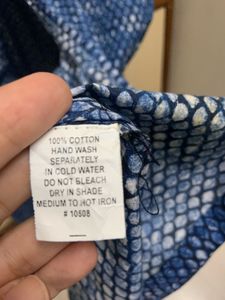 100% COTTON
HAND WASH
SEPARATELY
IN COLD WATER
DO NOT BLEACH
DRY IN SHADE
MEDIUM TO HOT IRON
# 10508